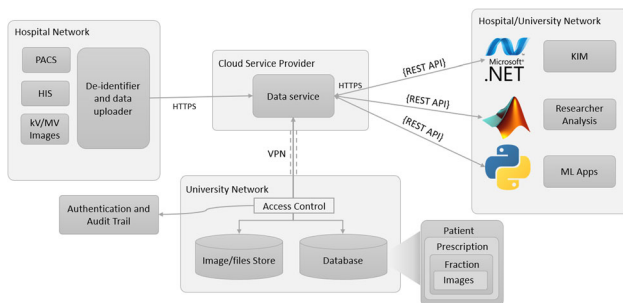 Hospital Network
PACS
HIS
kV/MV
Images
De-identifier
and data
uploader
HTTPS
Cloud Service Provider
Data service
HTTPS
{REST API}
{REST API}
{REST API}
Hospital/University Network
Microsoft®
.NET
KIM
Researcher
Analysis
ML Apps
VPN
University Network
Access Control
Image/files Store
Database
Authentication and
Audit Trail
Patient
Prescription
Fraction
Images